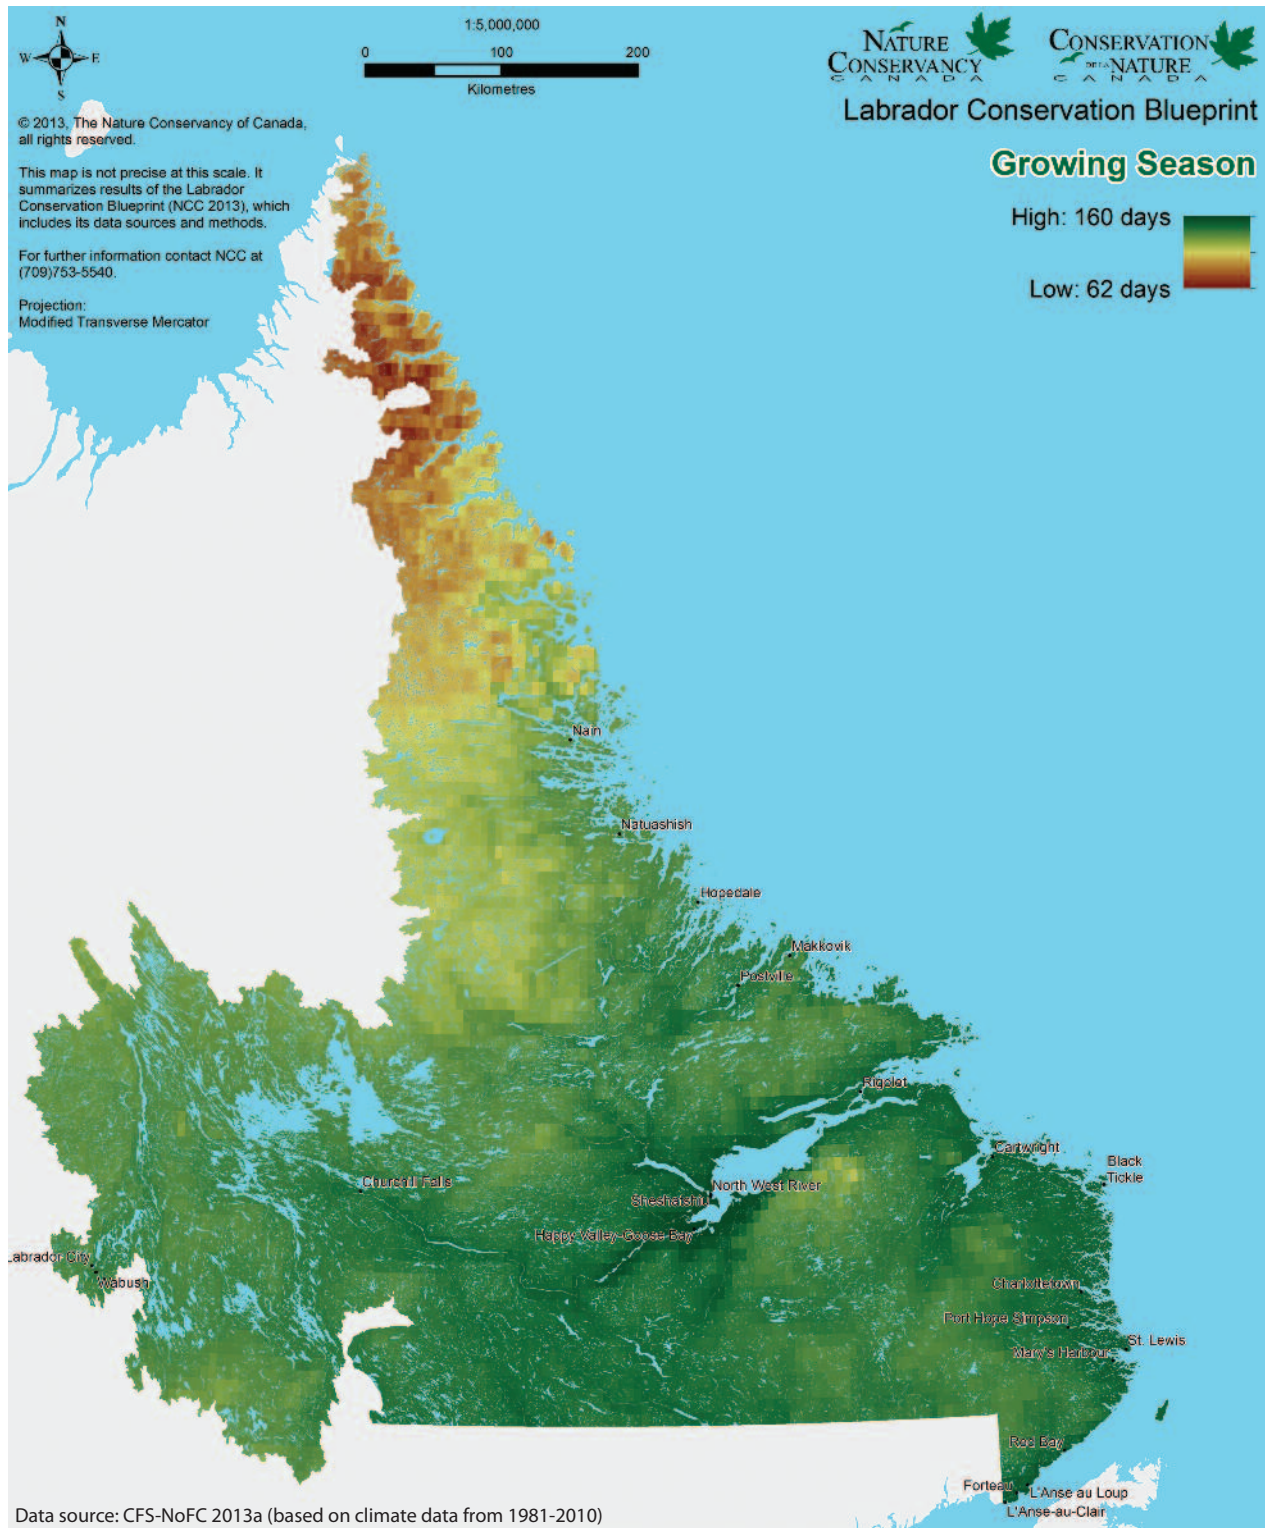 N
W
E
S
1:5,000,000
0 100 200
Kilometres
NATURE
CONSERVANCY
CANADA
CONSERVATION
DE LA NATURE
CANADA
Labrador Conservation Blueprint
Growing Season
High: 160 days
Low: 62 days
© 2013, The Nature Conservancy of Canada,
all rights reserved.
This map is not precise at this scale. It
summarizes results of the Labrador
Conservation Blueprint (NCC 2013), which
includes its data sources and methods.
For further information contact NCC at
(709)753-5540.
Projection:
Modified Transverse Mercator
Nain
Natuashish
Hopedale
Makkovik
Postville
Rigolet
Cartwright
Black
Tickle
Churchill Falls
North West River
Sheshatshit
Happy Valley-Goose Bay
Labrador City
Wabush
Charlottetown
Port Hope Simpson
St. Lewis
Mary's Harbour
Red Bay
Forteau
L'Anse au Loup
L'Anse-au-Clair
Data source: CFS-NoFC 2013a (based on climate data from 1981-2010)